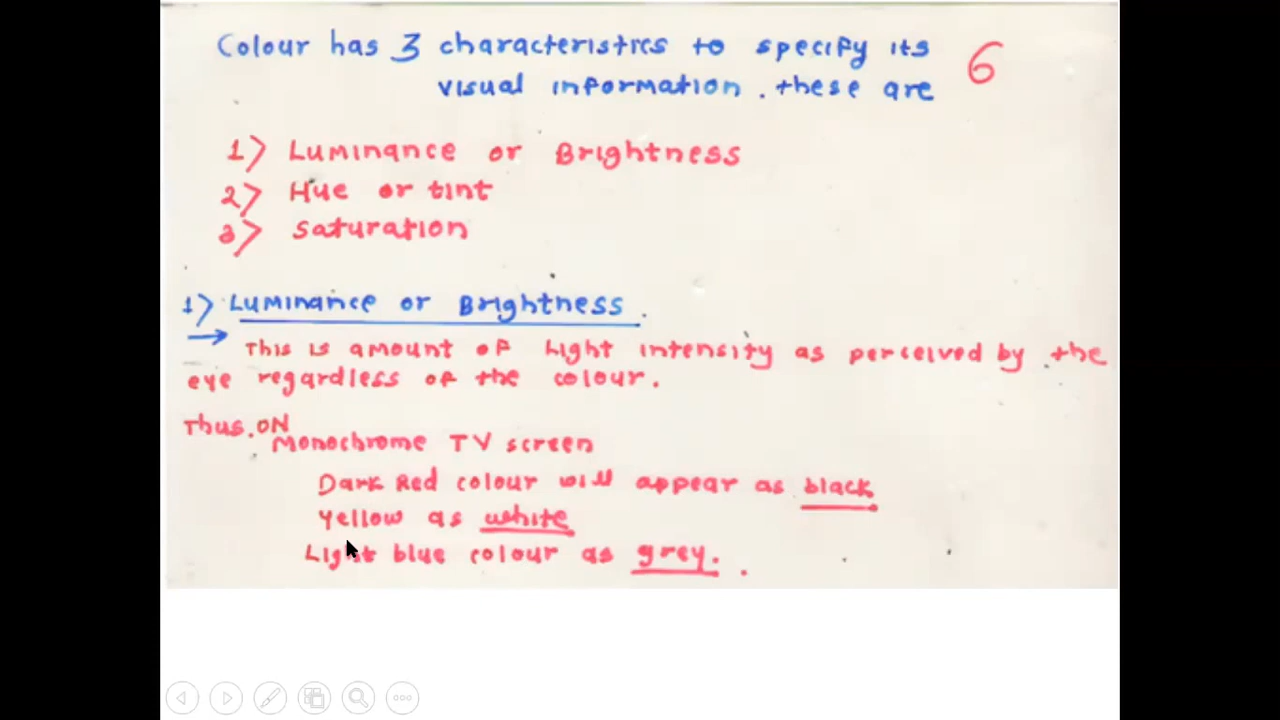 Colour has 3 characteristics to specify its
visual information. these are
6
1) Luminance or Brightness
2) Hue or tint
3) Saturation
1) Luminance or Brightness.
→ This is amount of light intensity as perceived by the
eye regardless of the colour.
Thus. ON
Monochrome TV screen
Dark Red colour will appear as black
Yellow as white
Light blue colour as grey.